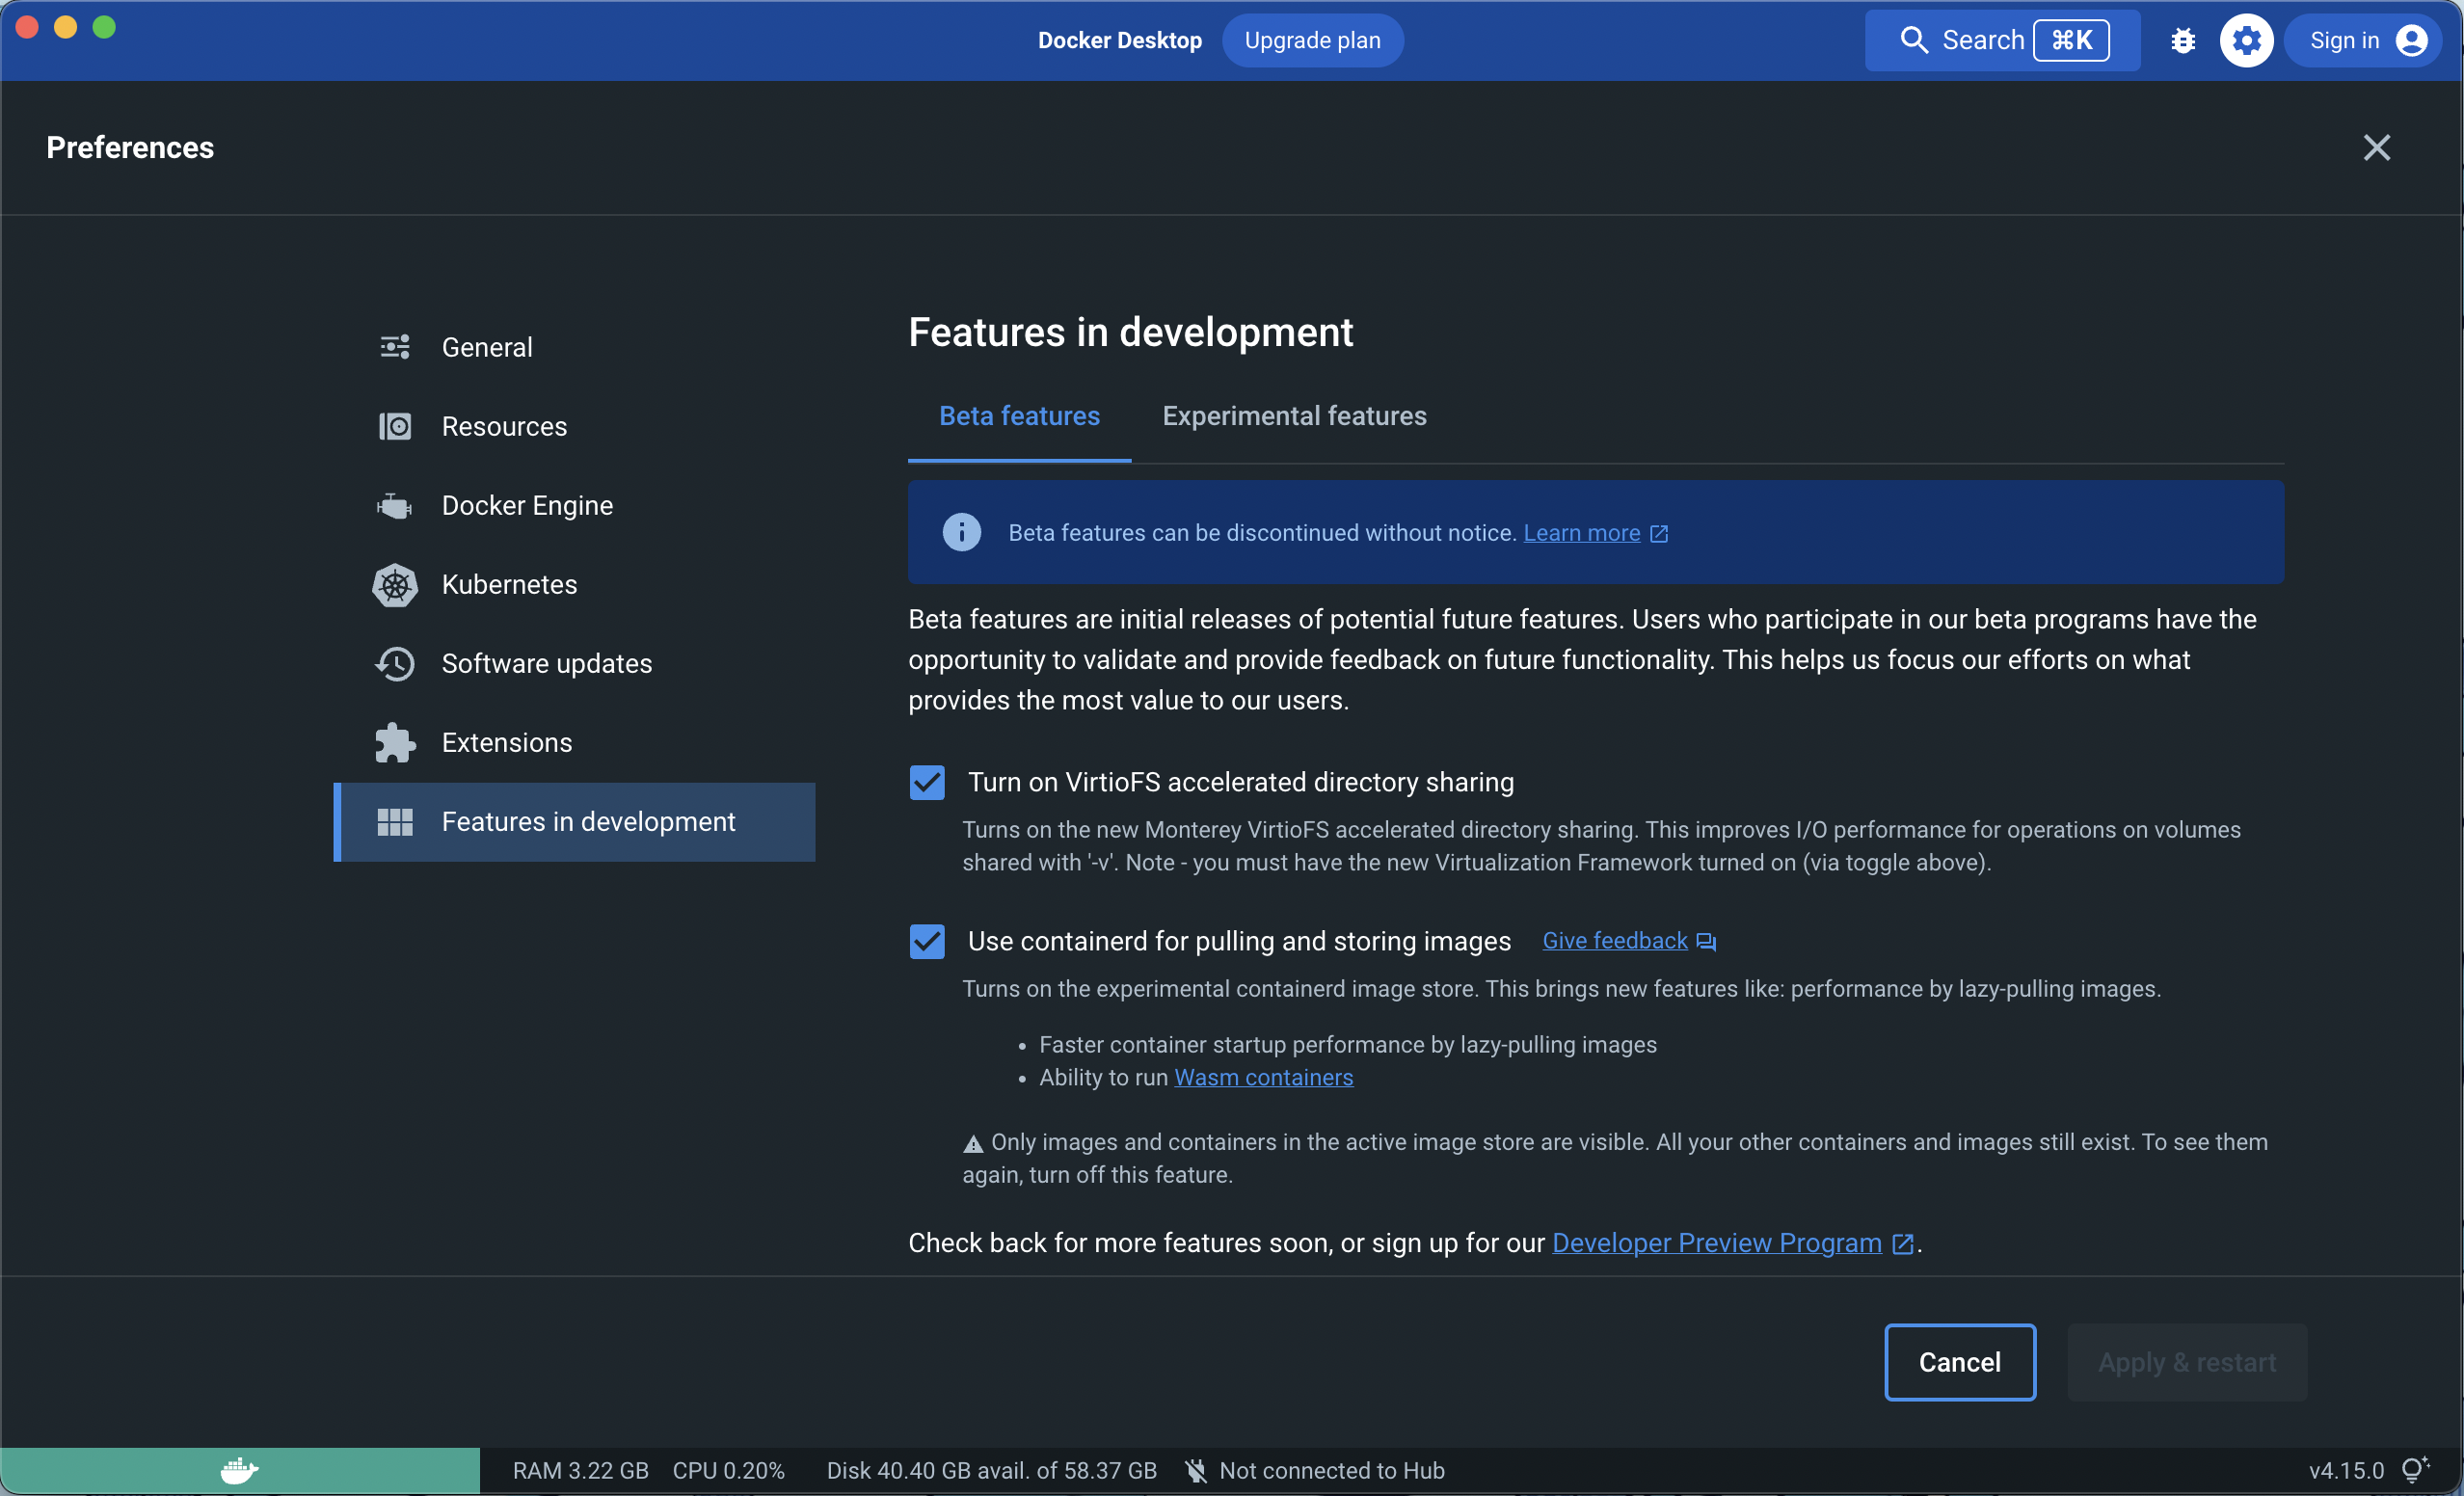 Docker Desktop
Upgrade plan
Search ⌘K
Sign in
Preferences
General
Resources
Docker Engine
Kubernetes
Software updates
Extensions
Features in development
Features in development
Beta features
Experimental features
Beta features can be discontinued without notice. Learn more
Beta features are initial releases of potential future features. Users who participate in our beta programs have the
opportunity to validate and provide feedback on future functionality. This helps us focus our efforts on what
provides the most value to our users.
Turn on VirtioFS accelerated directory sharing
Turns on the new Monterey VirtioFS accelerated directory sharing. This improves I/O performance for operations on volumes
shared with '-v'. Note - you must have the new Virtualization Framework turned on (via toggle above).
Use containerd for pulling and storing images Give feedback
Turns on the experimental containerd image store. This brings new features like: performance by lazy-pulling images.
• Faster container startup performance by lazy-pulling images
• Ability to run Wasm containers
Only images and containers in the active image store are visible. All your other containers and images still exist. To see them
again, turn off this feature.
Check back for more features soon, or sign up for our Developer Preview Program.
Cancel
Apply & restart
RAM 3.22 GB CPU 0.20% Disk 40.40 GB avail. of 58.37 GB Not connected to Hub
v4.15.0